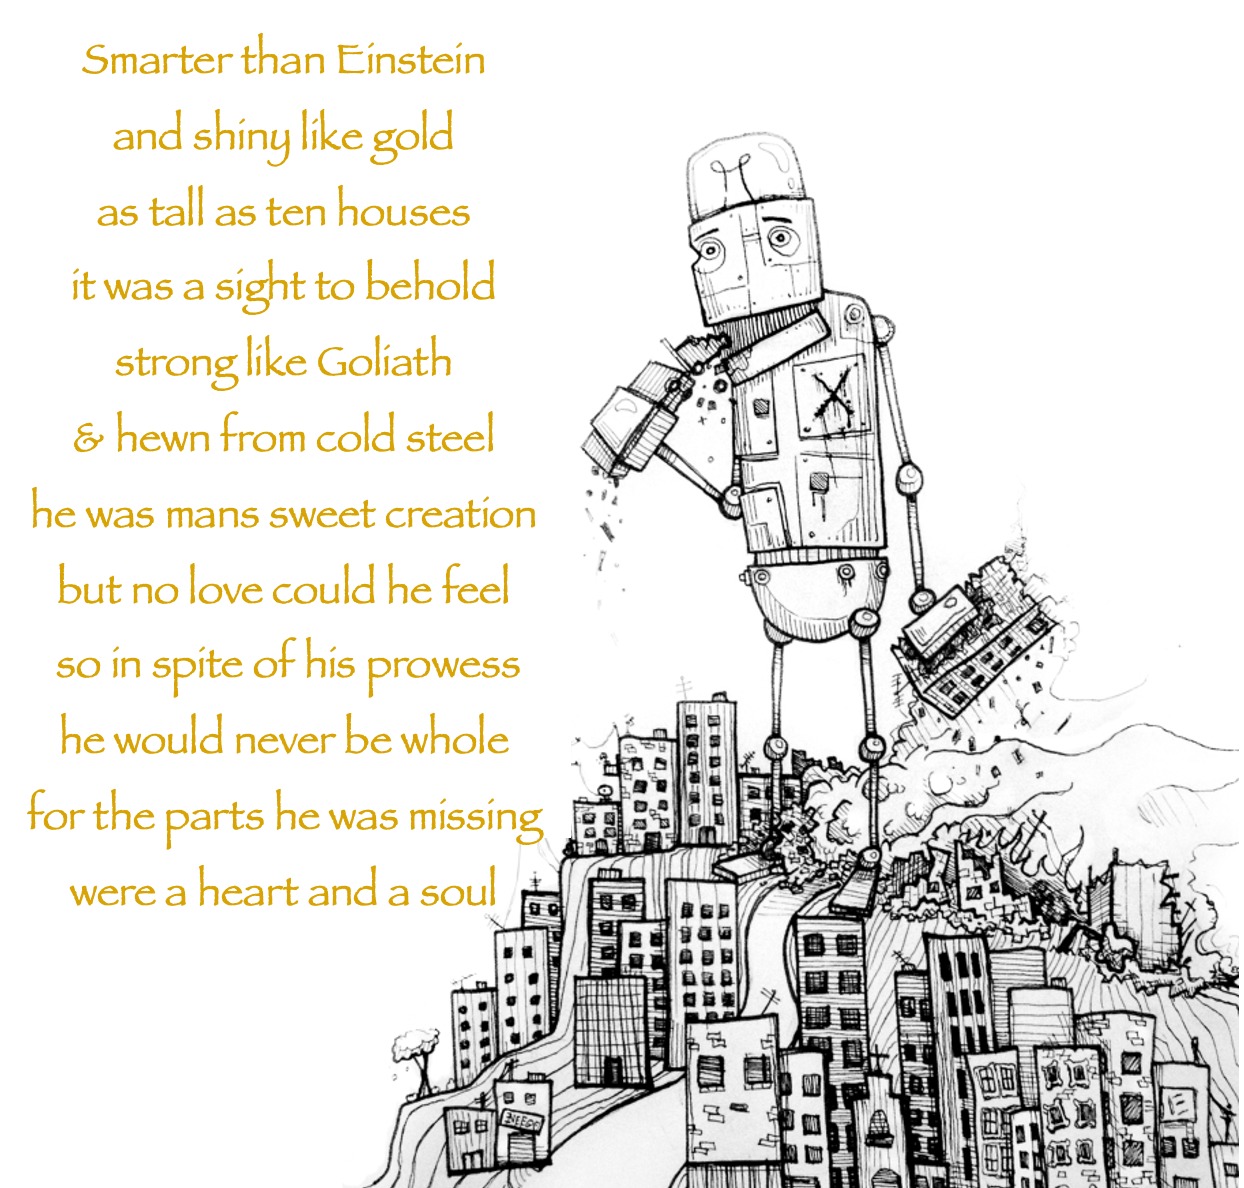 Smarter than Einstein
and shiny like gold
as tall as ten houses
it was a sight to behold
strong like Goliath
& hewn from cold steel
he was mans sweet creation
but no love could he feel
so in spite of his prowess
he would never be whole
for the parts he was missing
were a heart and a soul